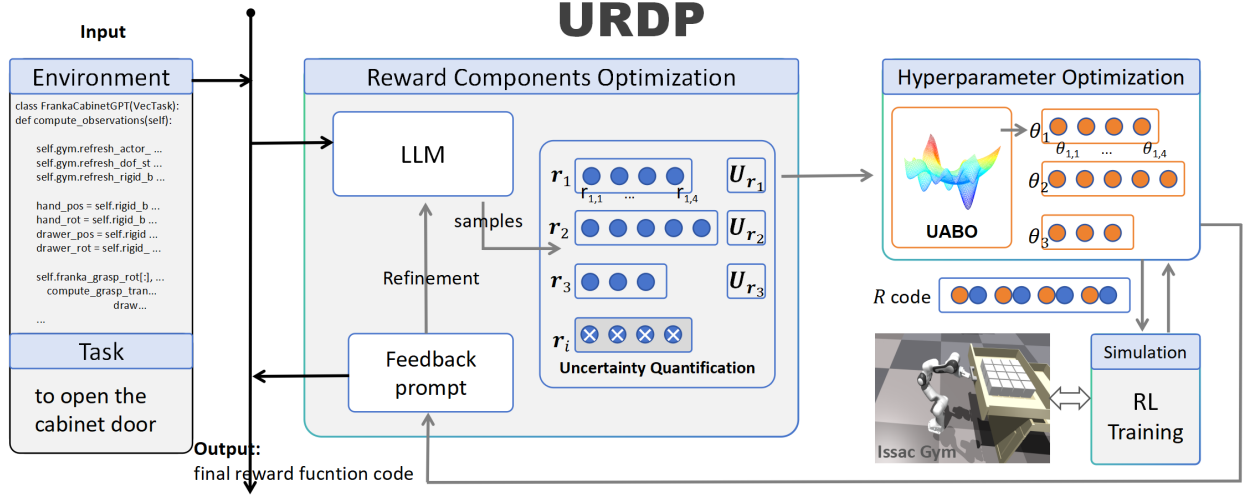 URDP
Input
Environment
class FrankaCabinetGPT(VecTask):
def compute_observations(self):
self.gym.refresh_actor_ ...
self.gym.refresh_dof_st ...
self.gym.refresh_rigid_b ...
hand_pos = self.rigid_b ...
hand_rot = self.rigid_b ...
drawer_pos = self.rigid ...
drawer_rot = self.rigid_ ...
self.franka_grasp_rot[:], ...
compute_grasp_tran...
draw...
...
Task
to open the
cabinet door
Output:
final reward fucntion code
Reward Components Optimization
LLM
samples
Refinement
Feedback
prompt
r1
r1,1 ... r1,4
Ur1
r2
Ur2
r3
Ur3
ri
Uncertainty Quantification
Hyperparameter Optimization
UABO
θ1
θ1,1 ... θ1,4
θ2
θ3
R code
Simulation
RL
Training
Issac Gym